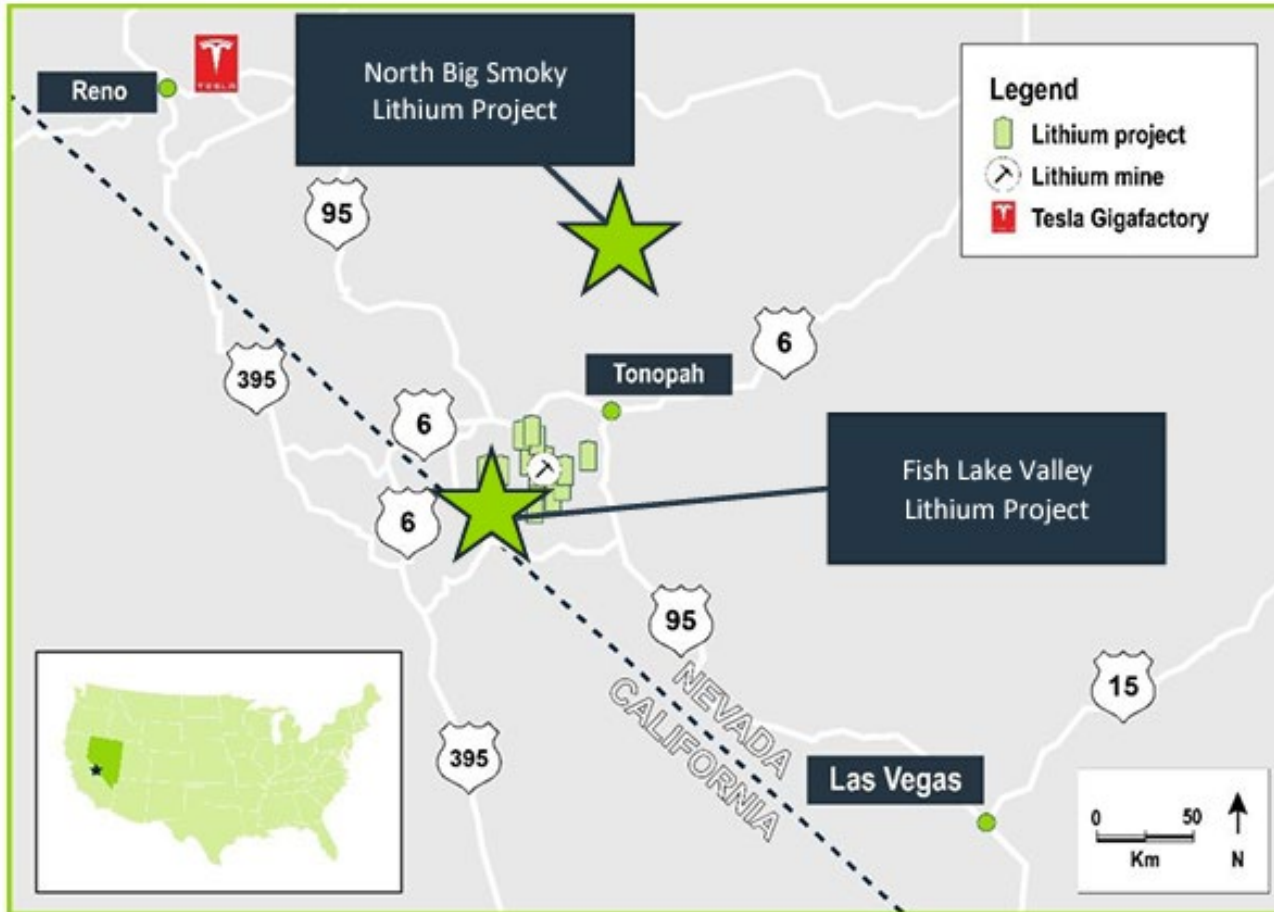 Reno
TESLA
North Big Smoky
Lithium Project
Legend
Lithium project
Lithium mine
Tesla Gigafactory
95
395
6
Tonopah
6
6
Fish Lake Valley
Lithium Project
95
NEVADA
CALIFORNIA
15
395
Las Vegas
0 50
Km
N